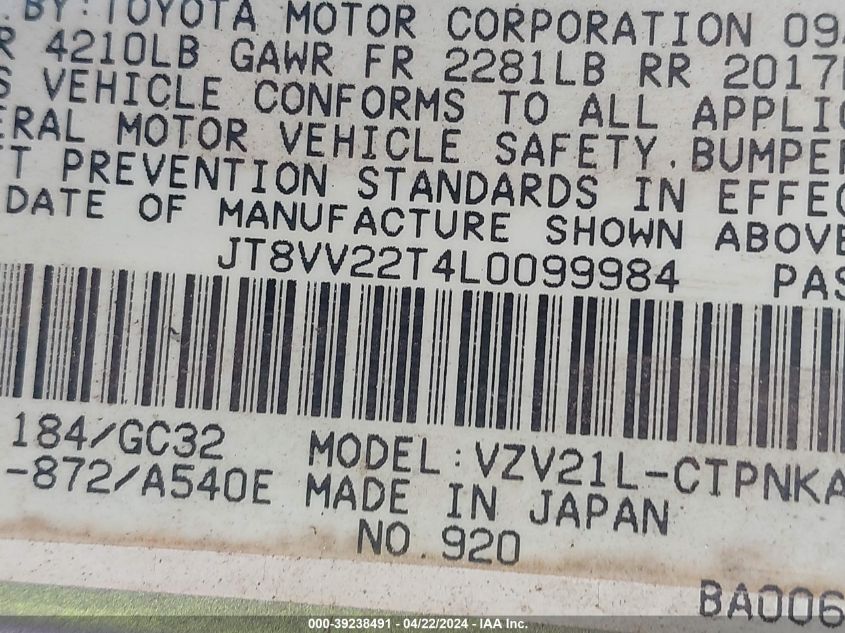 BY: TOYOTA MOTOR CORPORATION 09
R 4210LB GAWR FR 2281LB RR 2017
S VEHICLE CONFORMS TO ALL APPLIC
ERAL MOTOR VEHICLE SAFETY. BUMPER
FT PREVENTION STANDARDS IN EFFEC
DATE OF MANUFACTURE SHOWN ABOVE
JT8VV22T4L0099984 PAS
184/GC32 MODEL: VZV21L-CTPNKA
-872/A540E MADE IN JAPAN
NO. 920
BA006
000-39238491 - 04/22/2024 - IAA Inc.